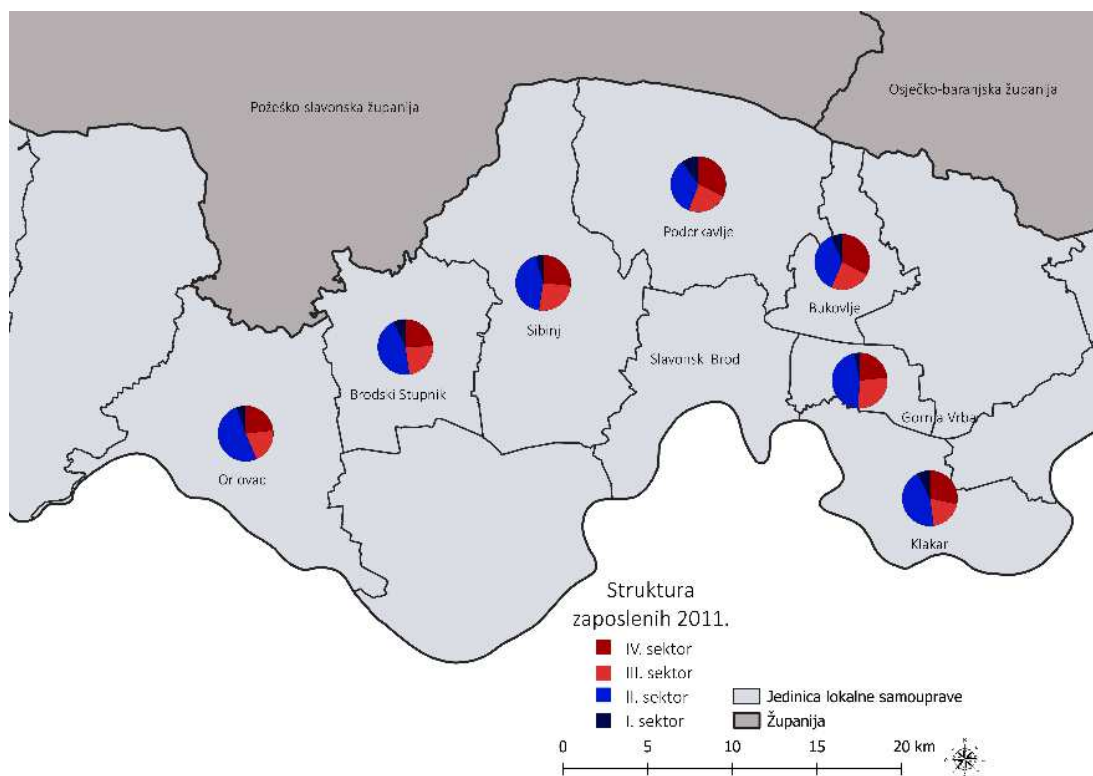 Požeško slavonska županija
Osječko-baranjska županija
Podcrkavlje
Bukovlje
Sibinj
Slavonski Brod
Brodski Stupnik
Gornja Vrba
Oriovac
Klakar
Struktura
zaposlenih 2011.
IV. sektor
III. sektor
II. sektor
I. sektor
Jedinica lokalne samouprave
Županija
0 5 10 15 20 km